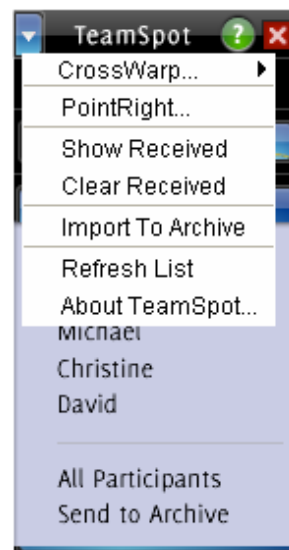 TeamSpot ?
CrossWarp...
PointRight...
Show Received
Clear Received
Import To Archive
Refresh List
About TeamSpot...
Michael
Christine
David
All Participants
Send to Archive